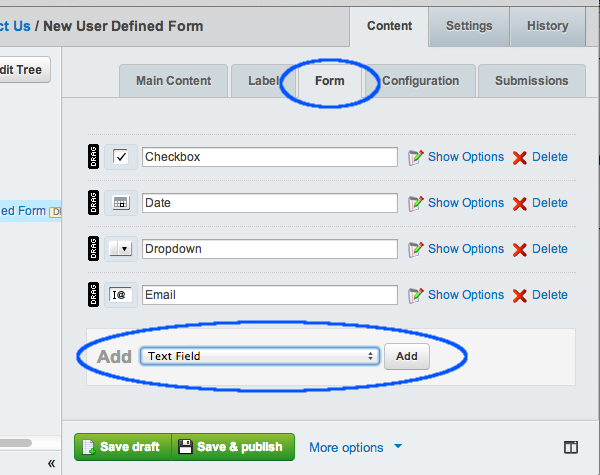 ct Us / New User Defined Form
Content Settings History
dit Tree
Main Content Label Form Configuration Submissions
DRAG Checkbox Show Options Delete
DRAG Date Show Options Delete
ed Form
DRAG Dropdown Show Options Delete
DRAG I@ Email Show Options Delete
Add Text Field Add
Save draft Save & publish More options
«